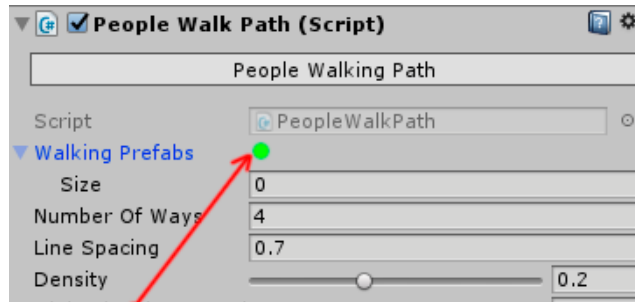 People Walk Path (Script)
People Walking Path
Script PeopleWalkPath
Walking Prefabs
Size 0
Number Of Ways 4
Line Spacing 0.7
Density 0.2